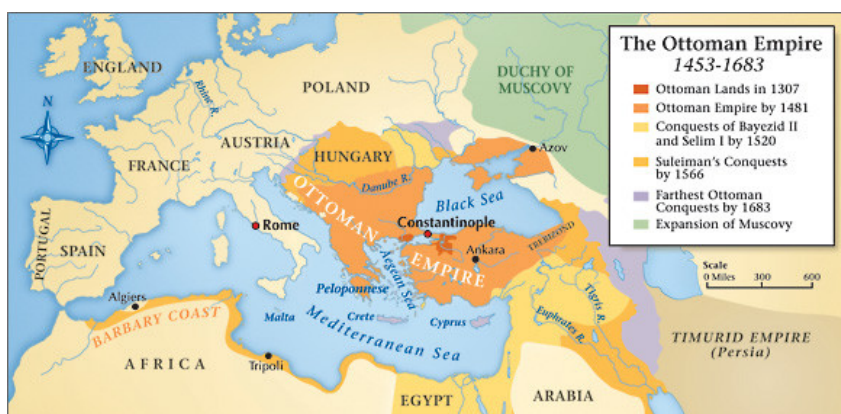 The Ottoman Empire
1453-1683
Ottoman Lands in 1307
Ottoman Empire by 1481
Conquests of Bayezid II
and Selim I by 1520
Suleiman's Conquests
by 1566
Farthest Ottoman
Conquests by 1683
Expansion of Muscovy
ENGLAND
Rhine R.
POLAND
DUCHY OF
MUSCOVY
N
AUSTRIA
HUNGARY
Azov
FRANCE
Danube R.
Black Sea
OTTOMAN
EMPIRE
Rome
Constantinople
TREBIZOND
PORTUGAL
SPAIN
Ankara
Aegean Sea
Scale
0 Miles 300 600
Algiers
Peloponnese
Tigris R.
BARBARY COAST
Malta
Crete
Cyprus
Euphrates R.
Mediterranean Sea
TIMURID EMPIRE
(Persia)
AFRICA
Tripoli
EGYPT
ARABIA